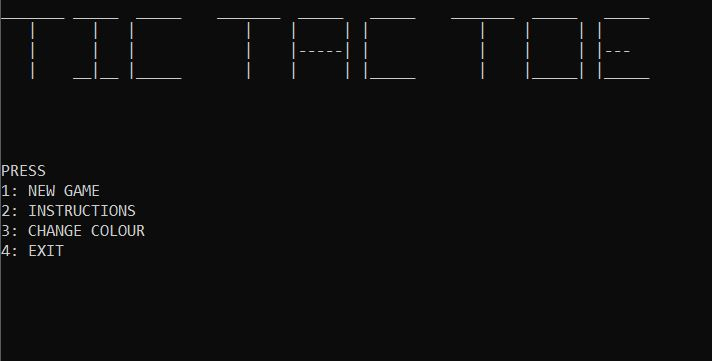 TIC TAC TOE
PRESS
1: NEW GAME
2: INSTRUCTIONS
3: CHANGE COLOUR
4: EXIT